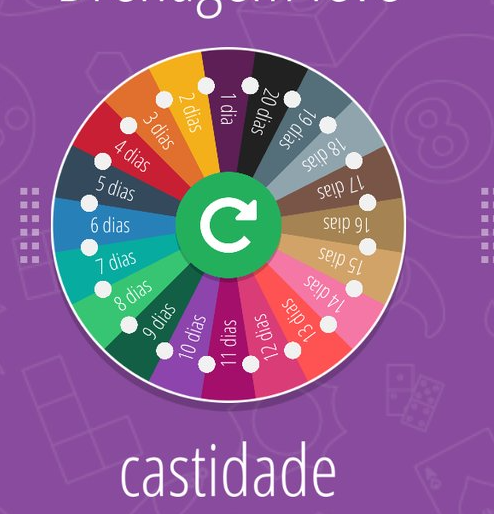 1 dia
20 dias
19 dias
18 dias
17 dias
16 dias
15 dias
14 dias
13 dias
12 dias
11 dias
10 dias
9 dias
8 dias
7 dias
6 dias
5 dias
4 dias
3 dias
2 dias
castidade